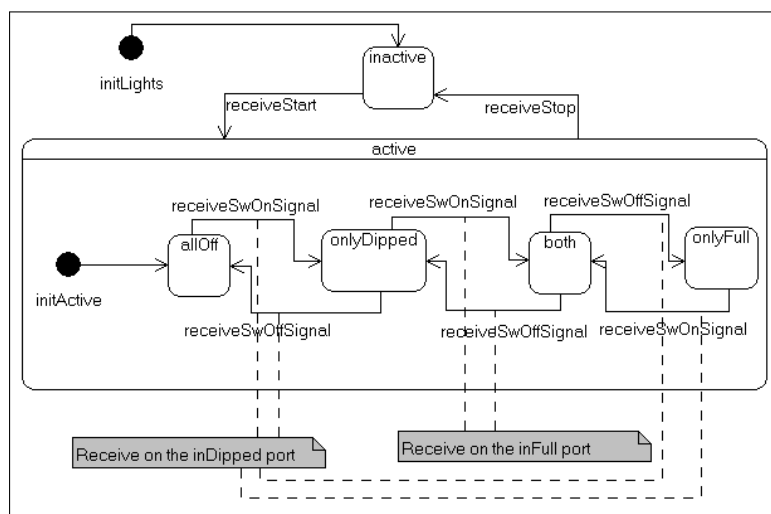 initLights
inactive
receiveStart
receiveStop
active
receiveSwOnSignal
receiveSwOnSignal
receiveSwOffSignal
allOff
onlyDipped
both
onlyFull
initActive
receiveSwOffSignal
receiveSwOffSignal
receiveSwOnSignal
Receive on the inDipped port
Receive on the inFull port